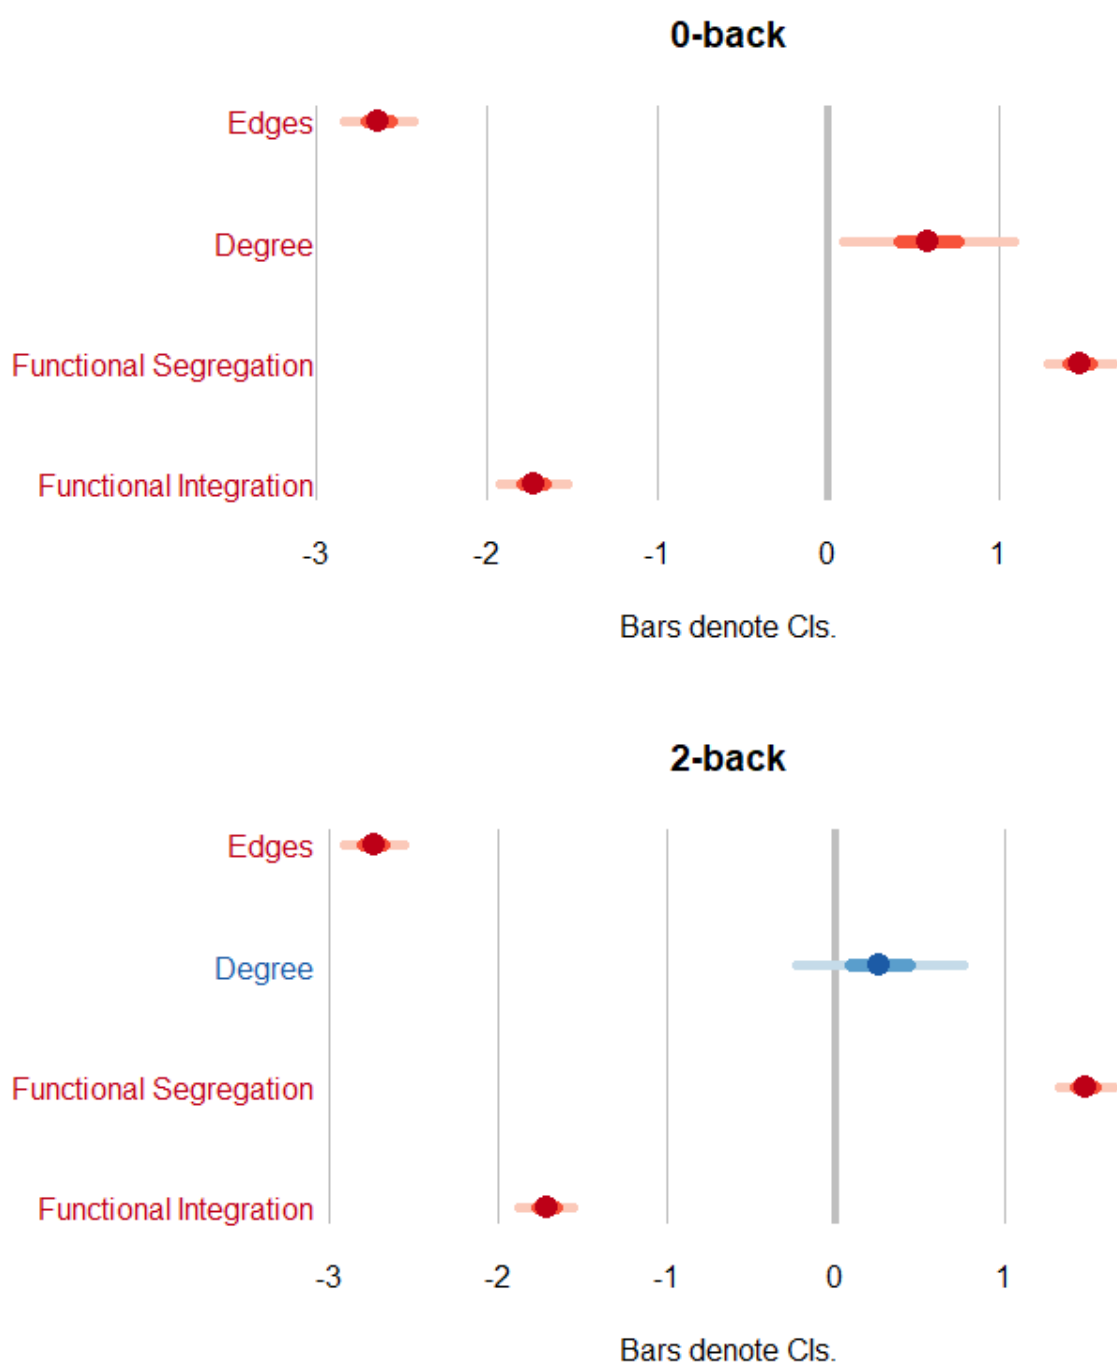 0-back
Edges
Degree
Functional Segregation
Functional Integration
-3 -2 -1 0 1
Bars denote CIs.
2-back
Edges
Degree
Functional Segregation
Functional Integration
-3 -2 -1 0 1
Bars denote CIs.